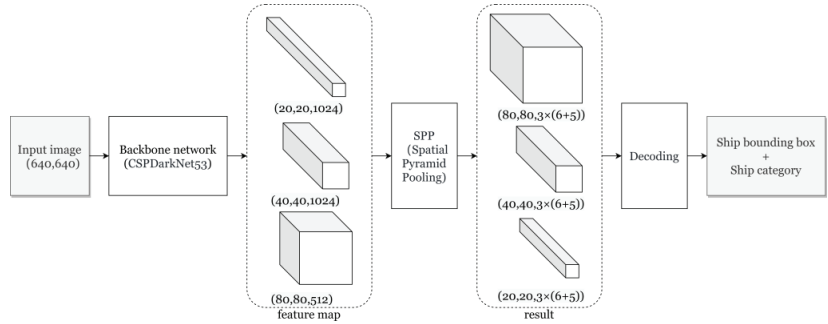 Input image
(640,640)
Backbone network
(CSPDarkNet53)
(20,20,1024)
(40,40,1024)
(80,80,512)
feature map
SPP
(Spatial
Pyramid
Pooling)
(80,80,3×(6+5))
(40,40,3×(6+5))
(20,20,3×(6+5))
result
Decoding
Ship bounding box
+
Ship category